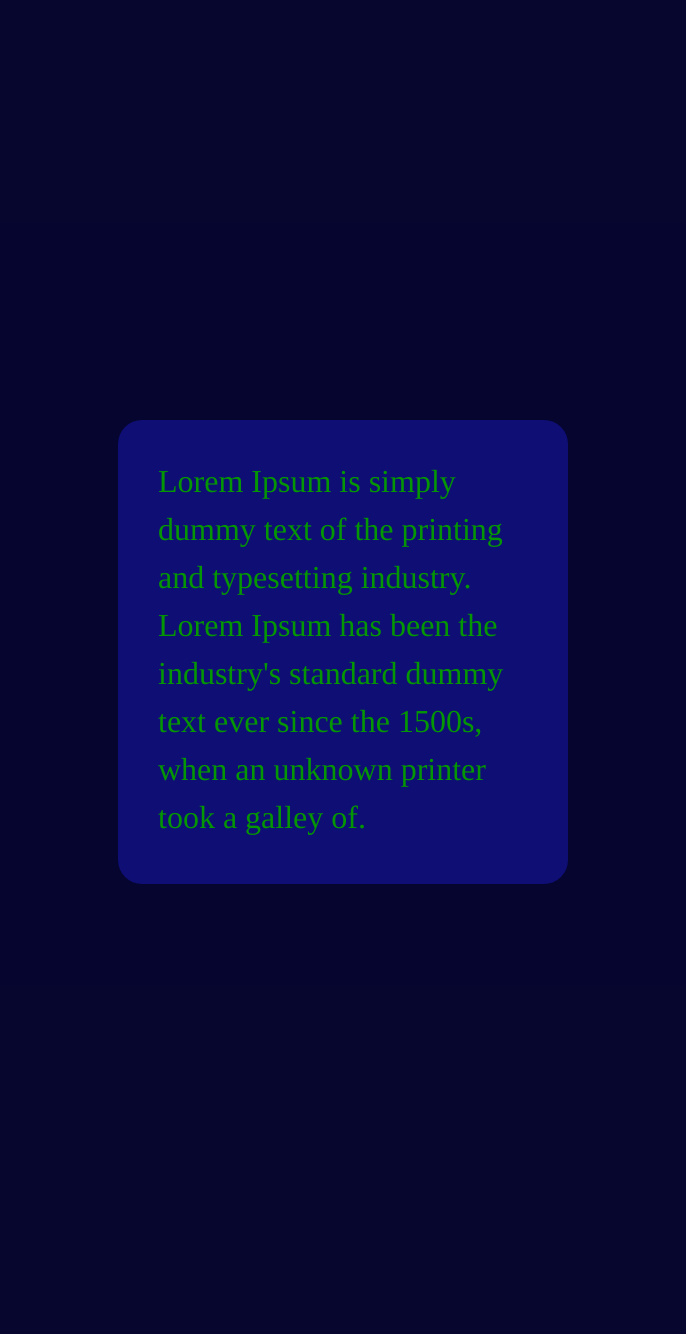 Lorem Ipsum is simply
dummy text of the printing
and typesetting industry.
Lorem Ipsum has been the
industry's standard dummy
text ever since the 1500s,
when an unknown printer
took a galley of.